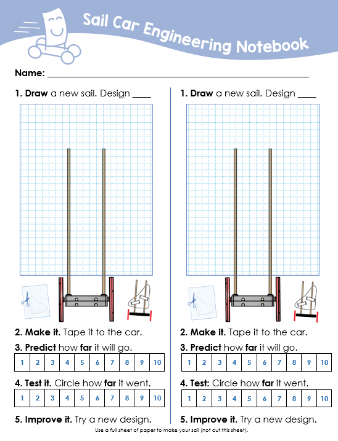 Sail Car Engineering Notebook
Name:
1. Draw a new sail. Design ____
2. Make it. Tape it to the car.
3. Predict how far it will go.
1 2 3 4 5 6 7 8 9 10
4. Test it. Circle how far it went.
1 2 3 4 5 6 7 8 9 10
5. Improve it. Try a new design.
1. Draw a new sail. Design ____
2. Make it. Tape it to the car.
3. Predict how far it will go.
1 2 3 4 5 6 7 8 9 10
4. Test: Circle how far it went.
1 2 3 4 5 6 7 8 9 10
5. Improve it. Try a new design.
Use a full sheet of paper to make your sail (not cut this sheet).